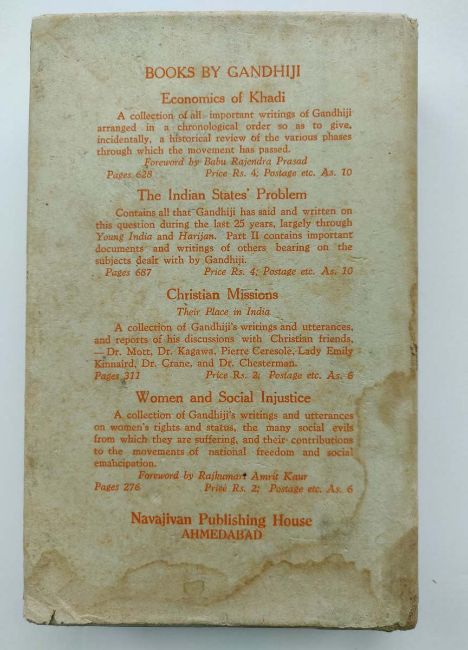 BOOKS BY GANDHIJI
Economics of Khadi
A collection of all important writings of Gandhiji
arranged in a chronological order so as to give,
incidentally, a historical review of the various phases
through which the movement has passed.
Foreword by Babu Rajendra Prasad
Pages 628 Price Rs. 4; Postage etc. As. 10
The Indian States' Problem
Contains all that Gandhiji has said and written on
this question during the last 25 years, largely through
Young India and Harijan. Part II contains important
documents and writings of others bearing on the
subjects dealt with by Gandhiji.
Pages 687 Price Rs. 4; Postage etc. As. 10
Christian Missions
Their Place in India
A collection of Gandhiji's writings and utterances,
and reports of his discussions with Christian friends,
— Dr. Mott, Dr. Kagawa, Pierre Ceresole, Lady Emily
Kinnaird, Dr. Crane, and Dr. Chesterman.
Pages 311 Price Rs. 2; Postage etc. As. 6
Women and Social Injustice
A collection of Gandhiji's writings and utterances
on women's rights and status, the many social evils
from which they are suffering, and their contributions
to the movements of national freedom and social
emancipation.
Foreword by Rajkumari Amrit Kaur
Pages 276 Price Rs. 2; Postage etc. As. 6
Navajivan Publishing House
AHMEDABAD